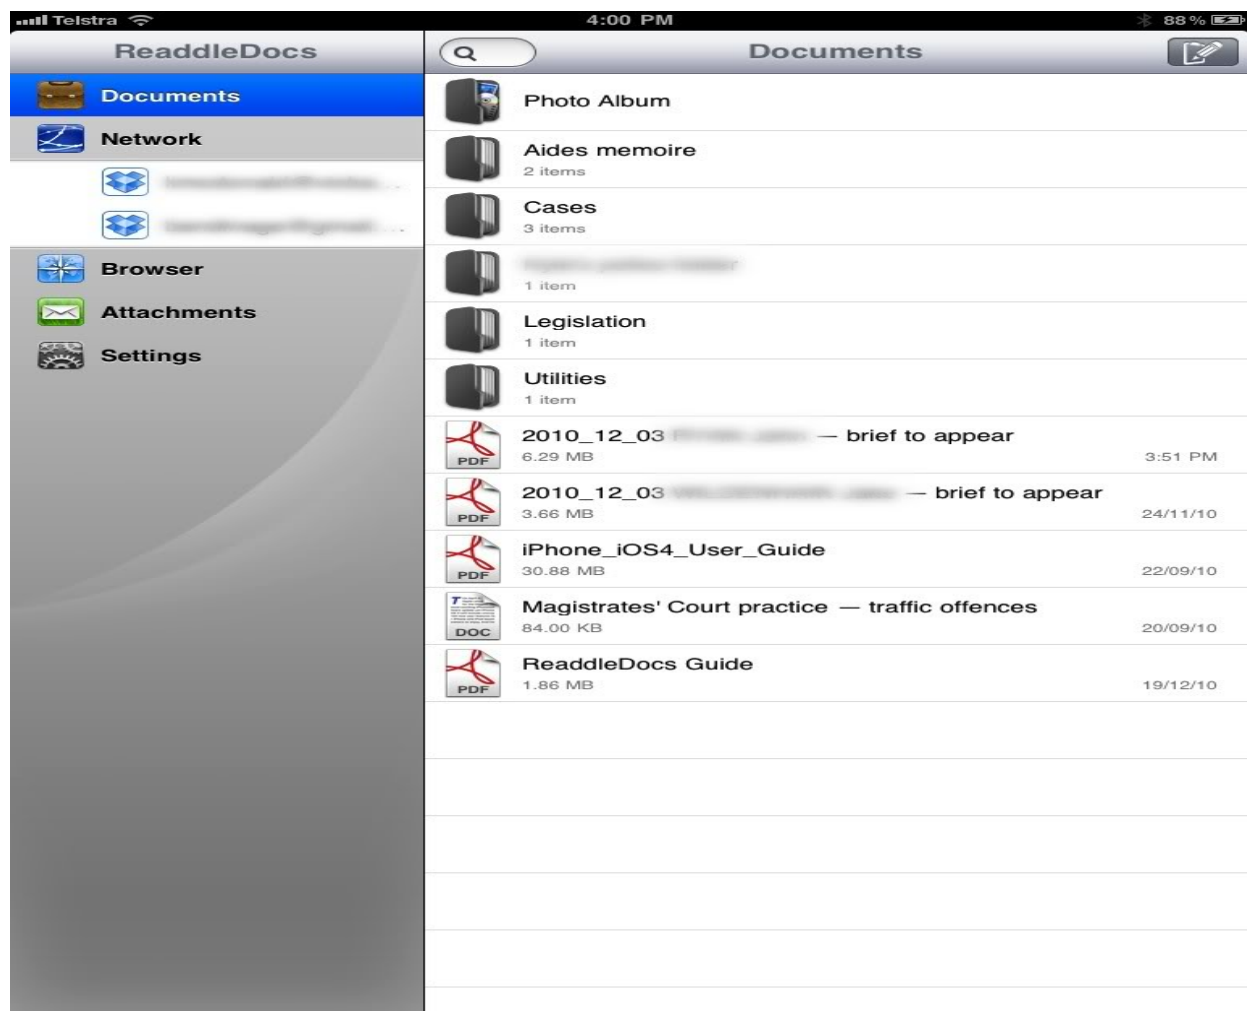 Telstra 4:00 PM 88%
ReaddleDocs
Documents
Network
Browser
Attachments
Settings
Documents
Photo Album
Aides memoire
2 items
Cases
3 items
1 item
Legislation
1 item
Utilities
1 item
PDF
2010_12_03 — brief to appear
6.29 MB 3:51 PM
PDF
2010_12_03 — brief to appear
3.66 MB 24/11/10
PDF
iPhone_iOS4_User_Guide
30.88 MB 22/09/10
DOC
Magistrates' Court practice — traffic offences
84.00 KB 20/09/10
PDF
ReaddleDocs Guide
1.86 MB 19/12/10